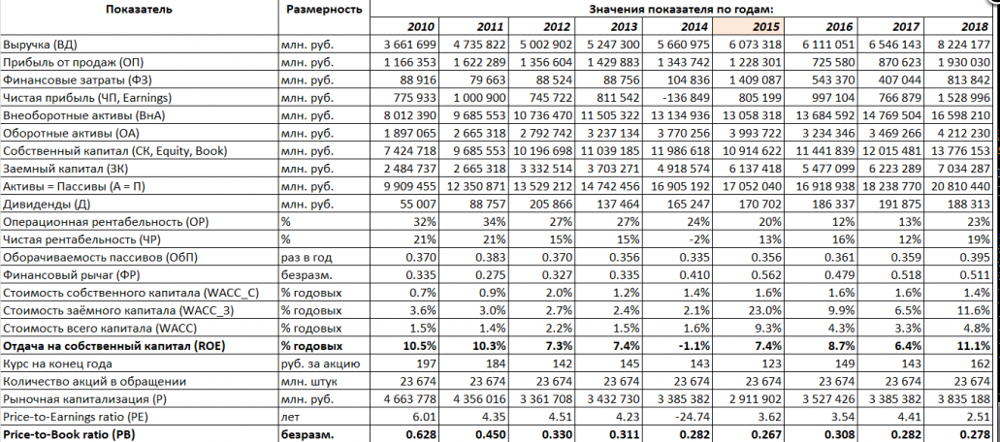 Показатель Размерность Значения показателя по годам:
2010 2011 2012 2013 2014 2015 2016 2017 2018
Выручка (ВД) млн. руб. 3 661 699 4 735 822 5 002 902 5 247 300 5 660 975 6 073 318 6 111 051 6 546 143 8 224 177
Прибыль от продаж (ОП) млн. руб. 1 166 353 1 622 289 1 356 604 1 429 883 1 343 742 1 228 301 725 580 870 623 1 930 030
Финансовые затраты (ФЗ) млн. руб. 88 916 79 663 88 524 88 756 104 836 1 409 087 543 370 407 044 813 842
Чистая прибыль (ЧП, Earnings) млн. руб. 775 933 1 000 900 745 722 811 542 -136 849 805 199 997 104 766 879 1 528 996
Внеоборотные активы (ВнА) млн. руб. 8 012 390 9 685 553 10 736 470 11 505 322 13 134 936 13 058 318 13 684 592 14 769 504 16 598 210
Оборотные активы (ОА) млн. руб. 1 897 065 2 665 318 2 792 742 3 237 134 3 770 256 3 993 722 3 234 346 3 469 266 4 212 230
Собственный капитал (СК, Equity, Book) млн. руб. 7 424 718 9 685 553 10 196 698 11 039 185 11 986 618 10 914 622 11 441 839 12 015 481 13 776 153
Заемный капитал (ЗК) млн. руб. 2 484 737 2 665 318 3 332 514 3 703 271 4 918 574 6 137 418 5 477 099 6 223 289 7 034 287
Активы = Пассивы (А = П) млн. руб. 9 909 455 12 350 871 13 529 212 14 742 456 16 905 192 17 052 040 16 918 938 18 238 770 20 810 440
Дивиденды (Д) млн. руб. 55 007 88 757 205 866 137 464 165 247 170 702 186 337 191 875 188 313
Операционная рентабельность (ОР) % 32% 34% 27% 27% 24% 20% 12% 13% 23%
Чистая рентабельность (ЧР) % 21% 21% 15% 15% -2% 13% 16% 12% 19%
Оборачиваемость пассивов (ОбП) раз в год 0.370 0.383 0.370 0.356 0.335 0.356 0.361 0.359 0.395
Финансовый рычаг (ФР) безразм. 0.335 0.275 0.327 0.335 0.410 0.562 0.479 0.518 0.511
Стоимость собственного капитала (WACC_С) % годовых 0.7% 0.9% 2.0% 1.2% 1.4% 1.6% 1.6% 1.6% 1.4%
Стоимость заёмного капитала (WACC_З) % годовых 3.6% 3.0% 2.7% 2.4% 2.1% 23.0% 9.9% 6.5% 11.6%
Стоимость всего капитала (WACC) % годовых 1.5% 1.4% 2.2% 1.5% 1.6% 9.3% 4.3% 3.3% 4.8%
Отдача на собственный капитал (ROE) % годовых 10.5% 10.3% 7.3% 7.4% -1.1% 7.4% 8.7% 6.4% 11.1%
Курс на конец года руб. за акцию 197 184 142 145 143 123 149 143 162
Количество акций в обращении млн. штук 23 674 23 674 23 674 23 674 23 674 23 674 23 674 23 674 23 674
Рыночная капитализация (Р) млн. руб. 4 663 778 4 356 016 3 361 708 3 432 730 3 385 382 2 911 902 3 527 426 3 385 382 3 835 188
Price-to-Earnings ratio (PE) лет 6.01 4.35 4.51 4.23 -24.74 3.62 3.54 4.41 2.51
Price-to-Book ratio (PB) безразм. 0.628 0.450 0.330 0.311 0.282 0.267 0.308 0.282 0.278